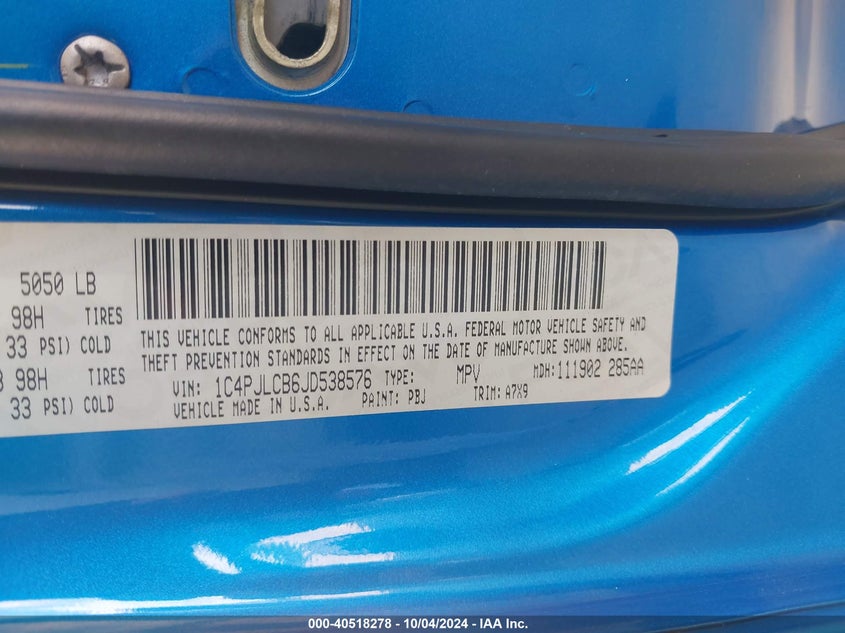 5050 LB
98H TIRES
33 PSI) COLD
98H TIRES
33 PSI) COLD
THIS VEHICLE CONFORMS TO ALL APPLICABLE U.S.A. FEDERAL MOTOR VEHICLE SAFETY AND
THEFT PREVENTION STANDARDS IN EFFECT ON THE DATE OF MANUFACTURE SHOWN ABOVE.
VIN: 1C4PJLCB6JD538576 TYPE: MPV MDH: 111902 285AA
VEHICLE MADE IN U.S.A. PAINT: PBJ TRIM: A7X9
000-40518278 - 10/04/2024 - IAA Inc.